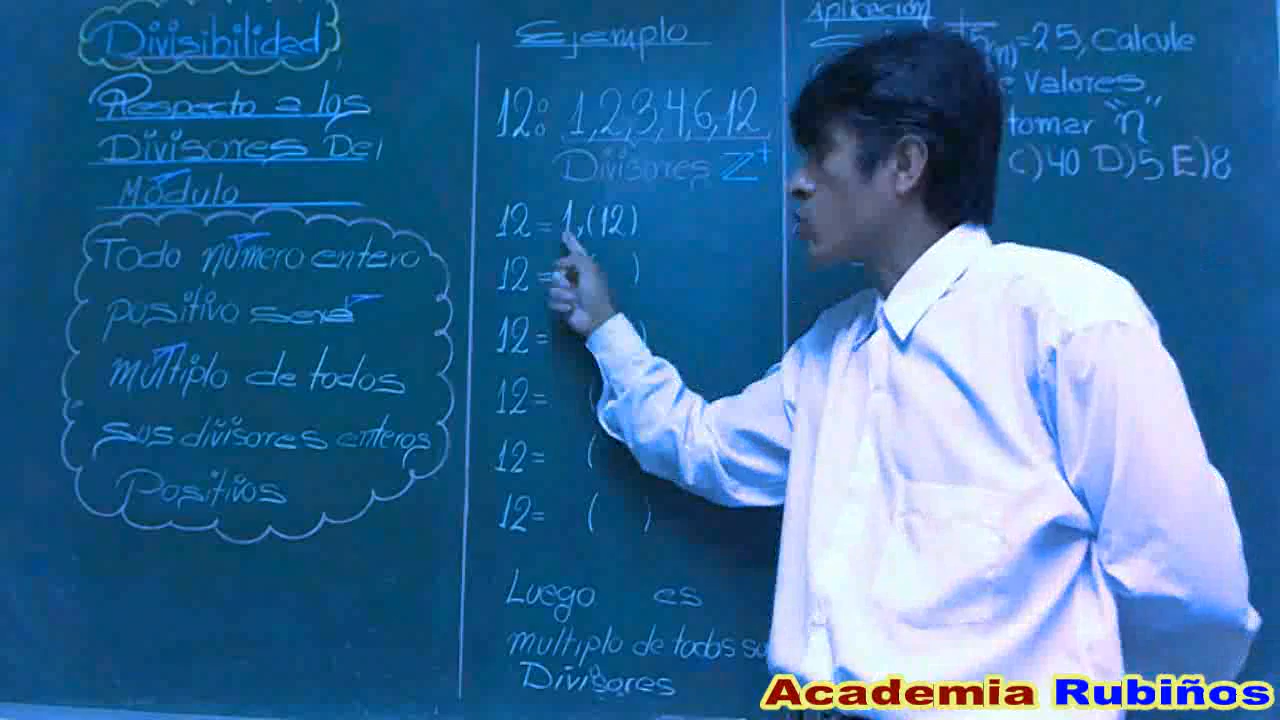 Divisibilidad
Respecto a los
Divisores Del
Módulo
Todo número entero
positivo será
múltiplo de todos
sus divisores enteros
Positivos
Ejemplo
12: 1,2,3,4,6,12
Divisores Z+
12=1.(12)
12= )
12= )
12= (
12= (
12= ( )
Luego es
multiplo de todos su
Divisores
Aplicación
=25, Calcule
Valores
tomar "n"
C)40 D)5 E)8
Academia Rubiños